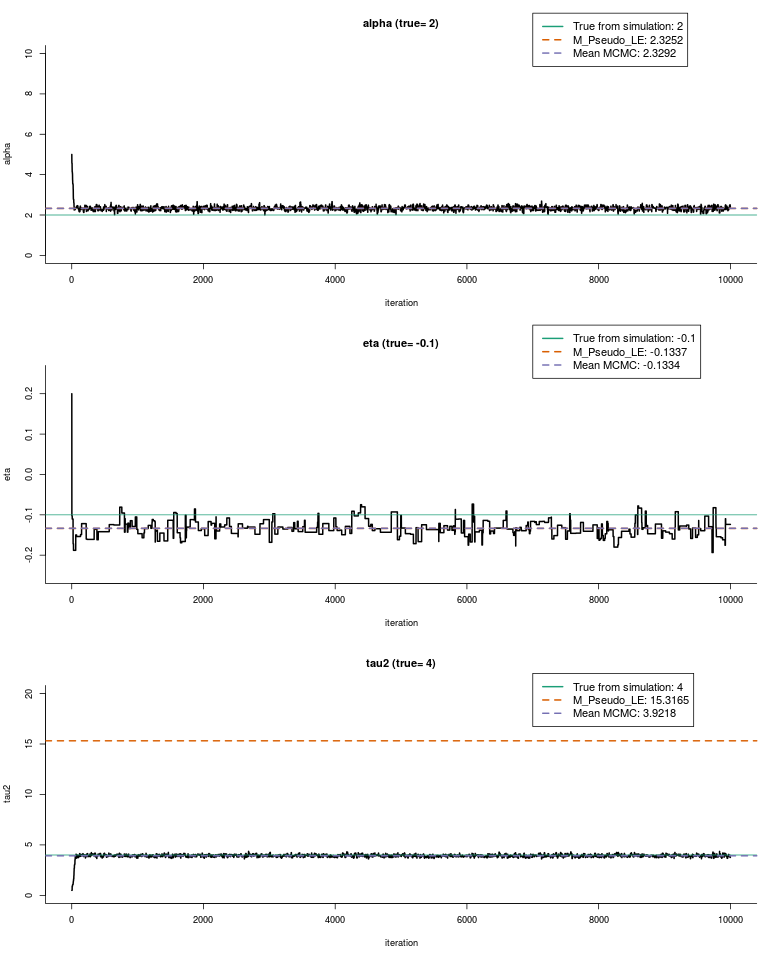 alpha (true= 2)
True from simulation: 2
M_Pseudo_LE: 2.3252
Mean MCMC: 2.3292
10
8
6
4
2
0
alpha
0 2000 4000 6000 8000 10000
iteration
eta (true= -0.1)
True from simulation: -0.1
M_Pseudo_LE: -0.1337
Mean MCMC: -0.1334
0.2
0.1
0.0
-0.1
-0.2
eta
0 2000 4000 6000 8000 10000
iteration
tau2 (true= 4)
True from simulation: 4
M_Pseudo_LE: 15.3165
Mean MCMC: 3.9218
20
15
10
5
0
tau2
0 2000 4000 6000 8000 10000
iteration